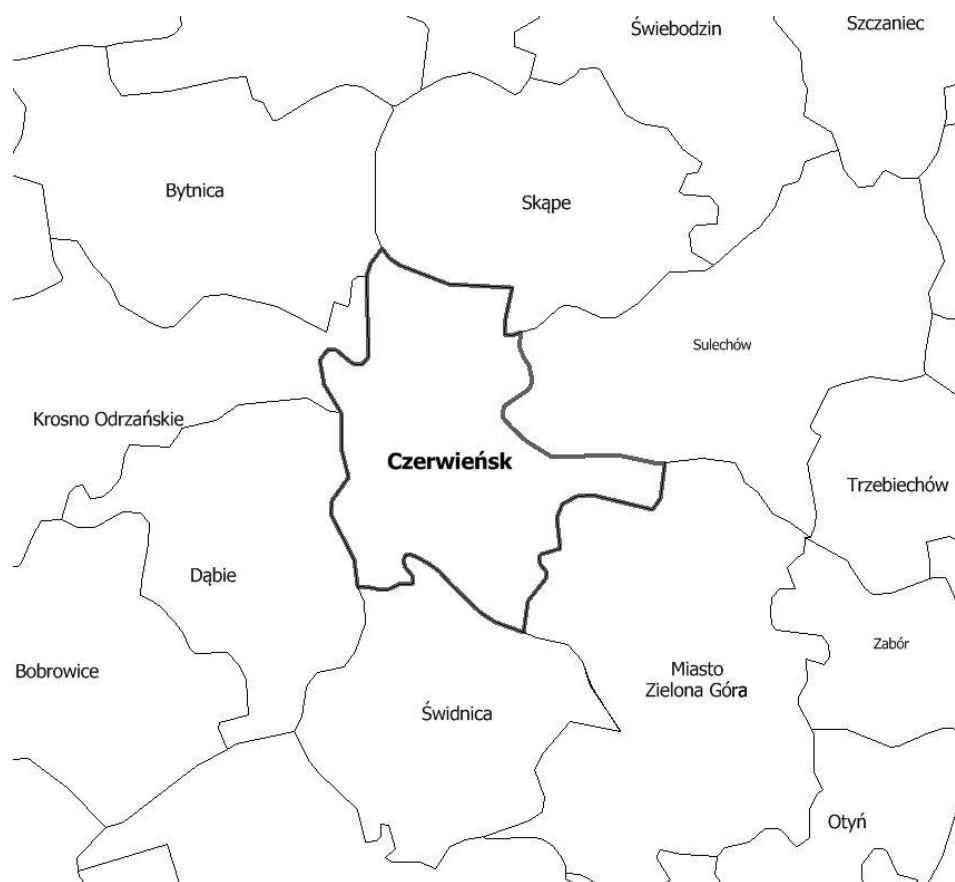 Świebodzin
Szczaniec
Bytnica
Skąpe
Sulechów
Krosno Odrzańskie
Czerwieńsk
Trzebiechów
Dąbie
Zabór
Bobrowice
Miasto
Zielona Góra
Świdnica
Otyń